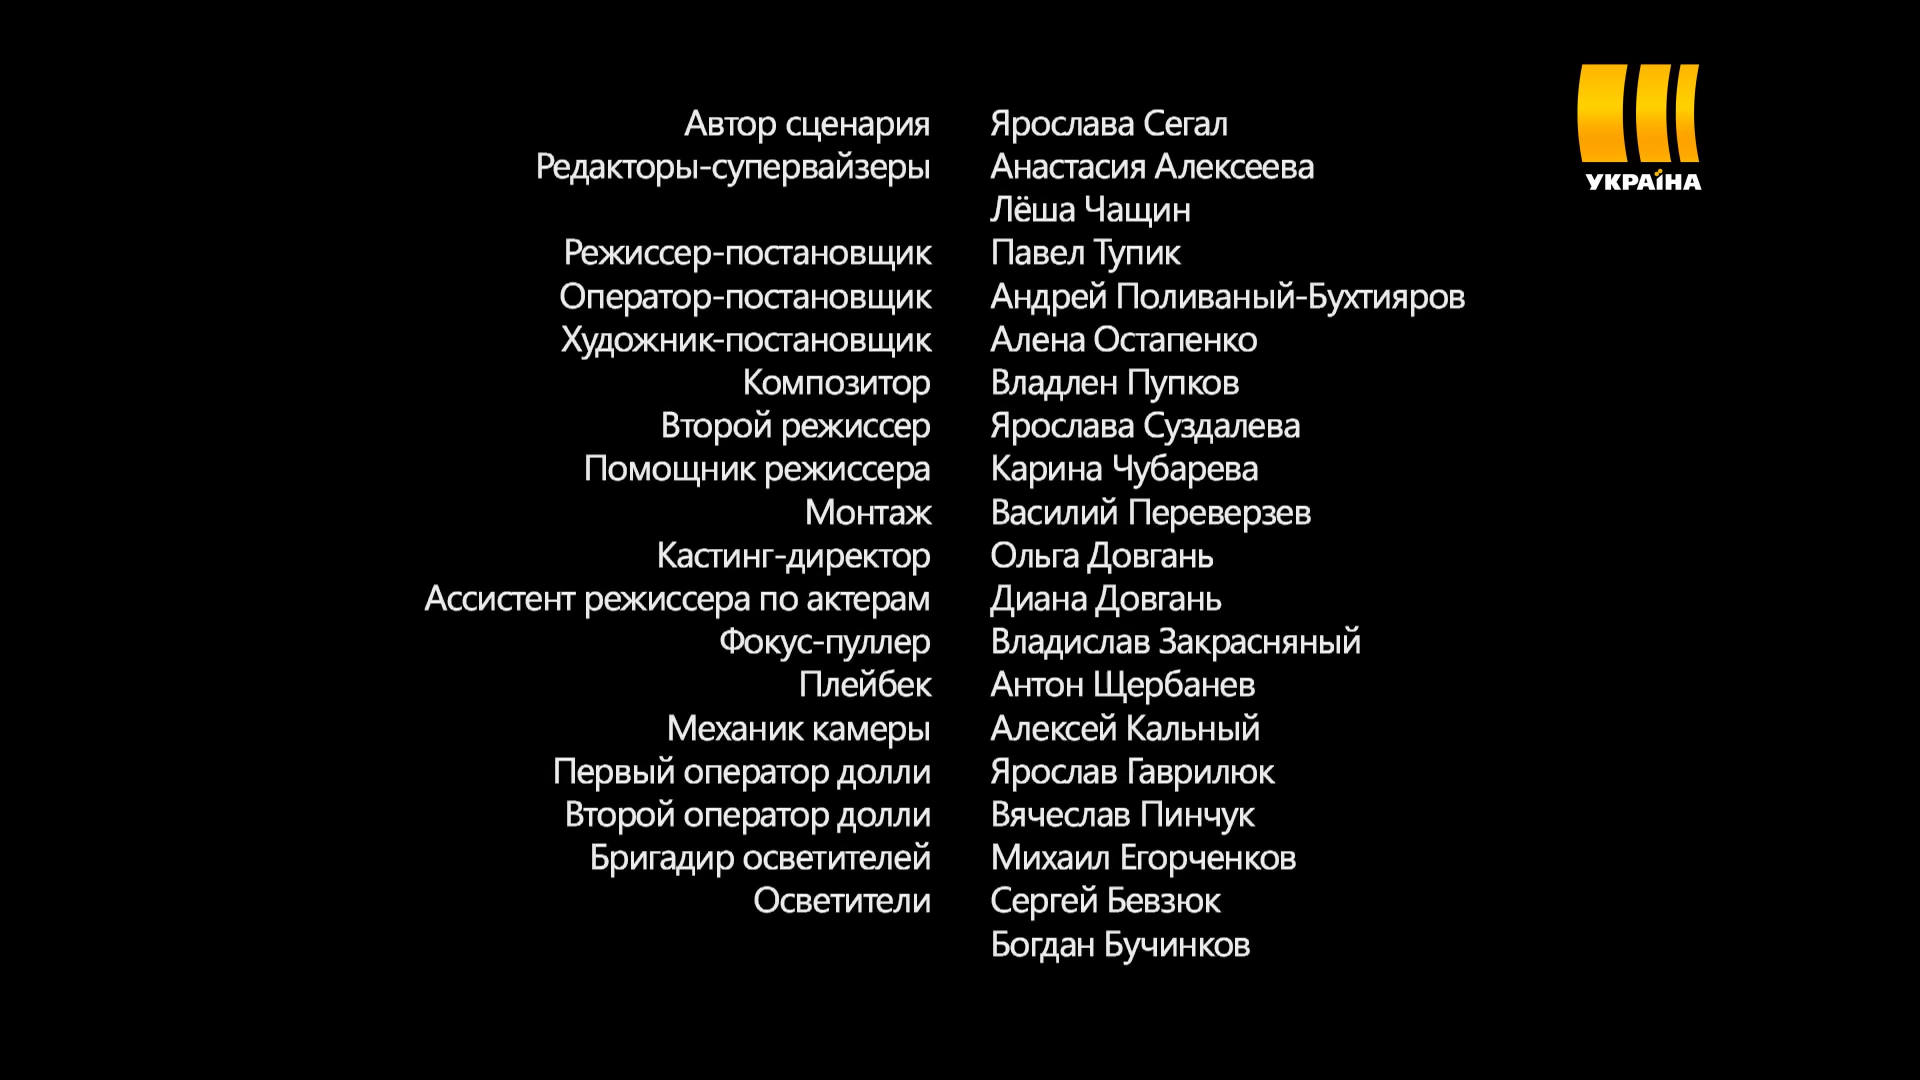 Автор сценария Ярослава Сегал
Редакторы-супервайзеры Анастасия Алексеева
Лёша Чащин
Режиссер-постановщик Павел Тупик
Оператор-постановщик Андрей Поливаный-Бухтияров
Художник-постановщик Алена Остапенко
Композитор Владлен Пупков
Второй режиссер Ярослава Суздалева
Помощник режиссера Карина Чубарева
Монтаж Василий Переверзев
Кастинг-директор Ольга Довгань
Ассистент режиссера по актерам Диана Довгань
Фокус-пуллер Владислав Закрасняный
Плейбек Антон Щербанев
Механик камеры Алексей Кальный
Первый оператор долли Ярослав Гаврилюк
Второй оператор долли Вячеслав Пинчук
Бригадир осветителей Михаил Егорченков
Осветители Сергей Бевзюк
Богдан Бучинков
УКРАЇНА